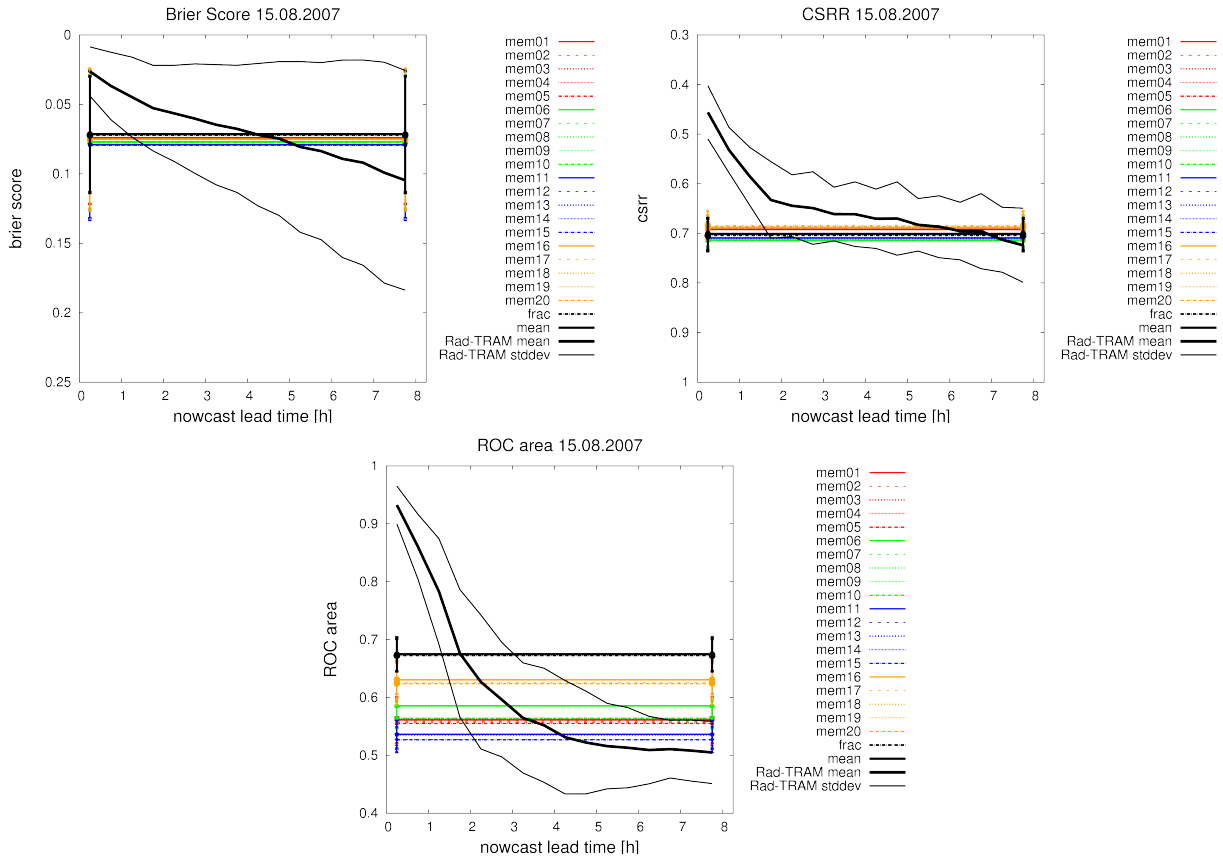 Brier Score 15.08.2007
0
0.05
0.1
0.15
0.2
0.25
brier score
0 1 2 3 4 5 6 7 8
nowcast lead time [h]
mem01
mem02
mem03
mem04
mem05
mem06
mem07
mem08
mem09
mem10
mem11
mem12
mem13
mem14
mem15
mem16
mem17
mem18
mem19
mem20
frac
mean
Rad-TRAM mean
Rad-TRAM stddev
CSRR 15.08.2007
0.3
0.4
0.5
0.6
0.7
0.8
0.9
1
csrr
0 1 2 3 4 5 6 7 8
nowcast lead time [h]
mem01
mem02
mem03
mem04
mem05
mem06
mem07
mem08
mem09
mem10
mem11
mem12
mem13
mem14
mem15
mem16
mem17
mem18
mem19
mem20
frac
mean
Rad-TRAM mean
Rad-TRAM stddev
ROC area 15.08.2007
1
0.9
0.8
0.7
0.6
0.5
0.4
ROC area
0 1 2 3 4 5 6 7 8
nowcast lead time [h]
mem01
mem02
mem03
mem04
mem05
mem06
mem07
mem08
mem09
mem10
mem11
mem12
mem13
mem14
mem15
mem16
mem17
mem18
mem19
mem20
frac
mean
Rad-TRAM mean
Rad-TRAM stddev